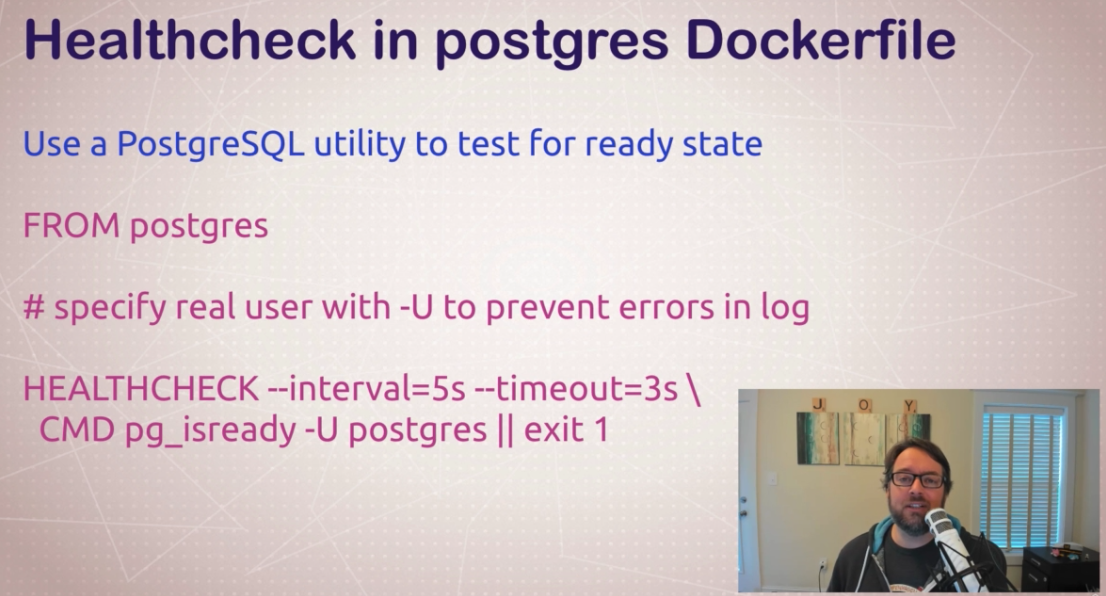 Healthcheck in postgres Dockerfile
Use a PostgreSQL utility to test for ready state
FROM postgres
# specify real user with -U to prevent errors in log
HEALTHCHECK --interval=5s --timeout=3s \
CMD pg_isready -U postgres || exit 1
J O Y